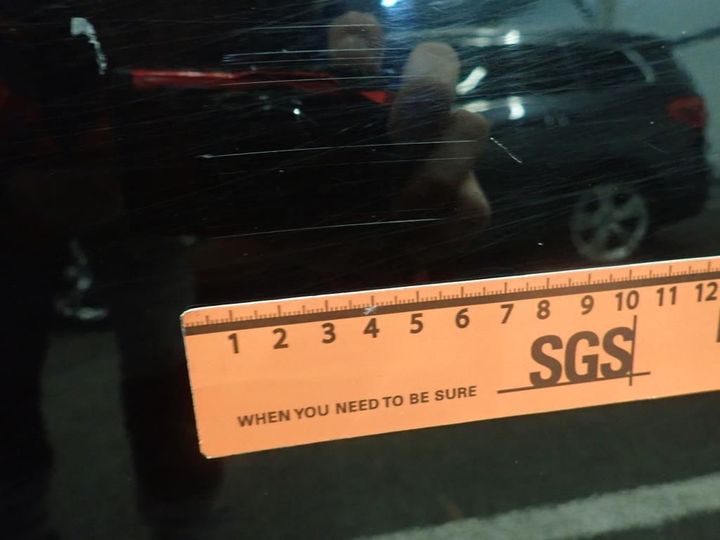 1 2 3 4 5 6 7 8 9 10 11 12
SGS
WHEN YOU NEED TO BE SURE